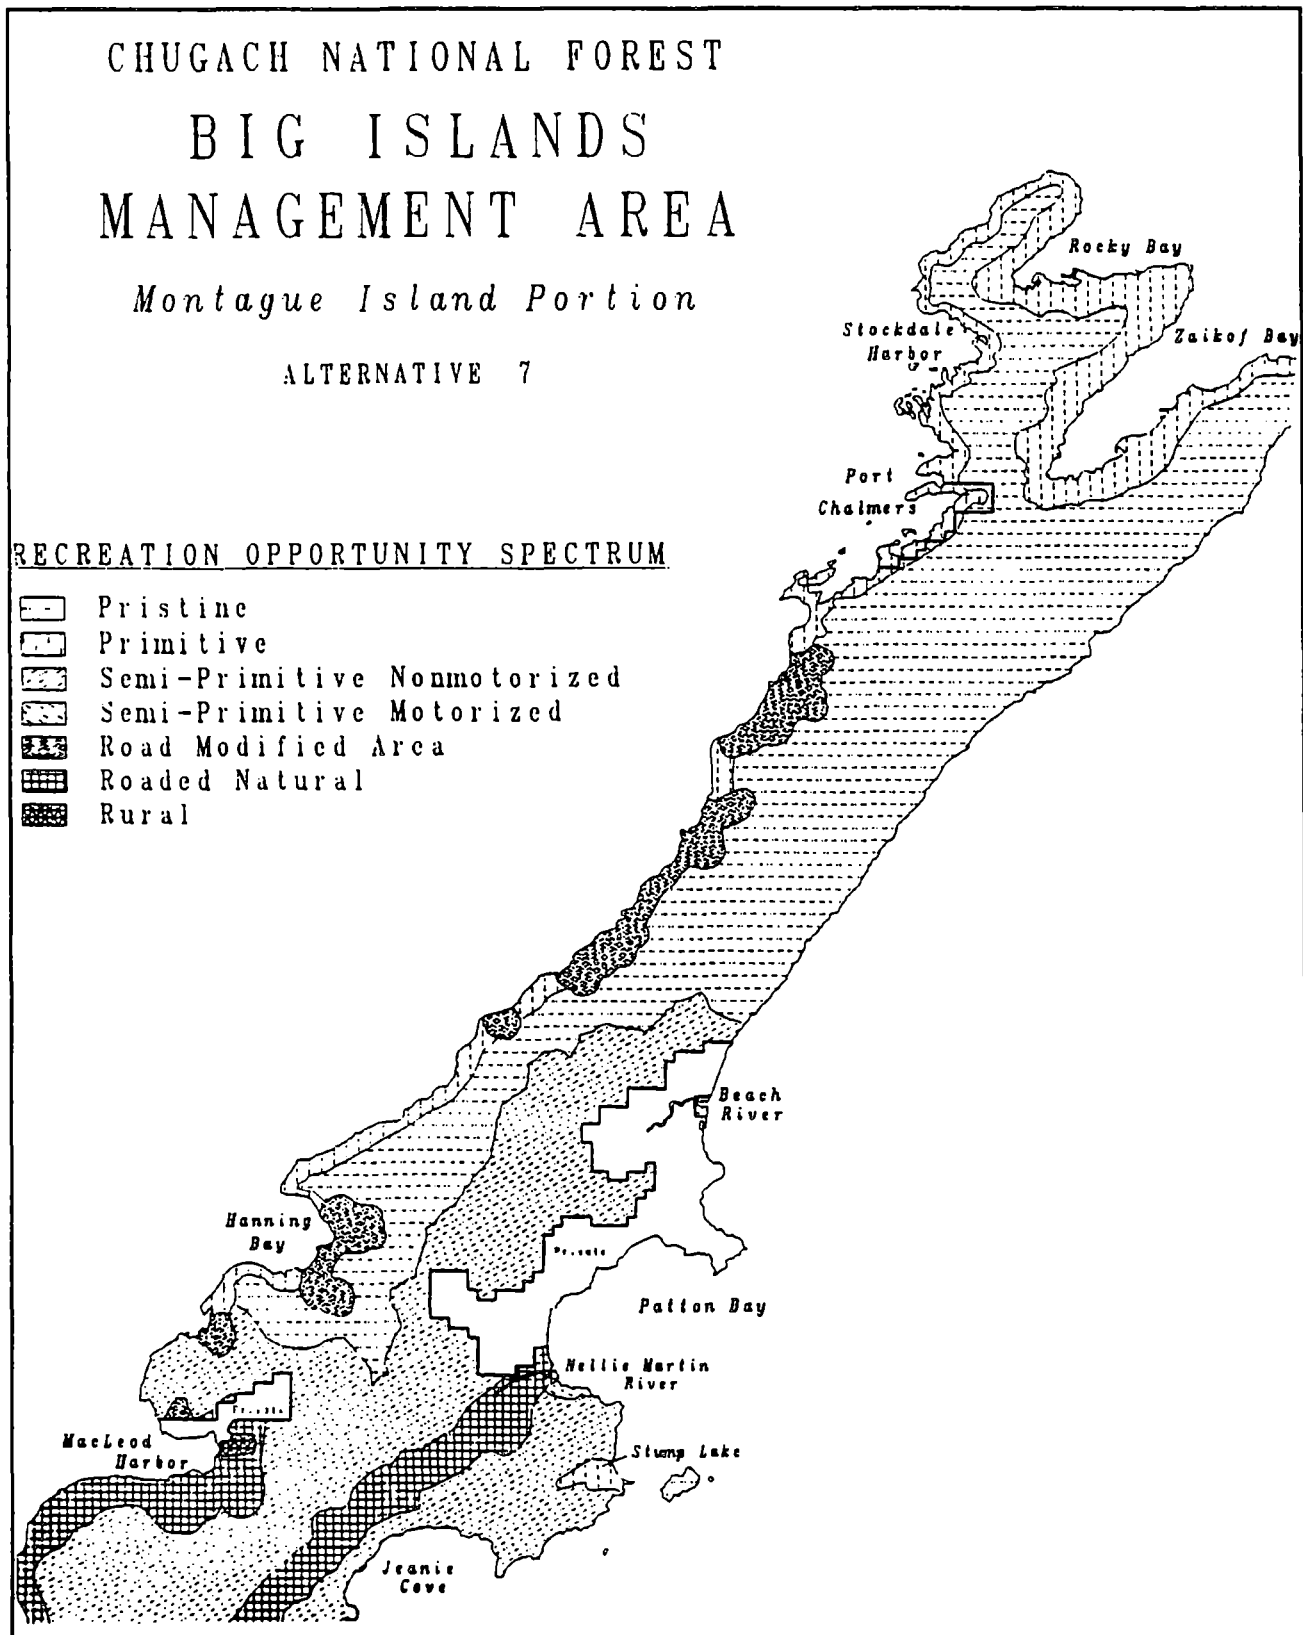 CHUGACH NATIONAL FOREST
BIG ISLANDS
MANAGEMENT AREA
Montague Island Portion
ALTERNATIVE 7
Rocky Bay
Stockdale
Harbor
Zaikof Bay
Port
Chalmers
RECREATION OPPORTUNITY SPECTRUM
Pristine
Primitive
Semi-Primitive Nonmotorized
Semi-Primitive Motorized
Road Modified Area
Roaded Natural
Rural
Beach
River
Hanning
Bay
Private
Patton Bay
Nellie Martin
River
Private
MacLeod
Harbor
Stump Lake
Jeanie
Cove